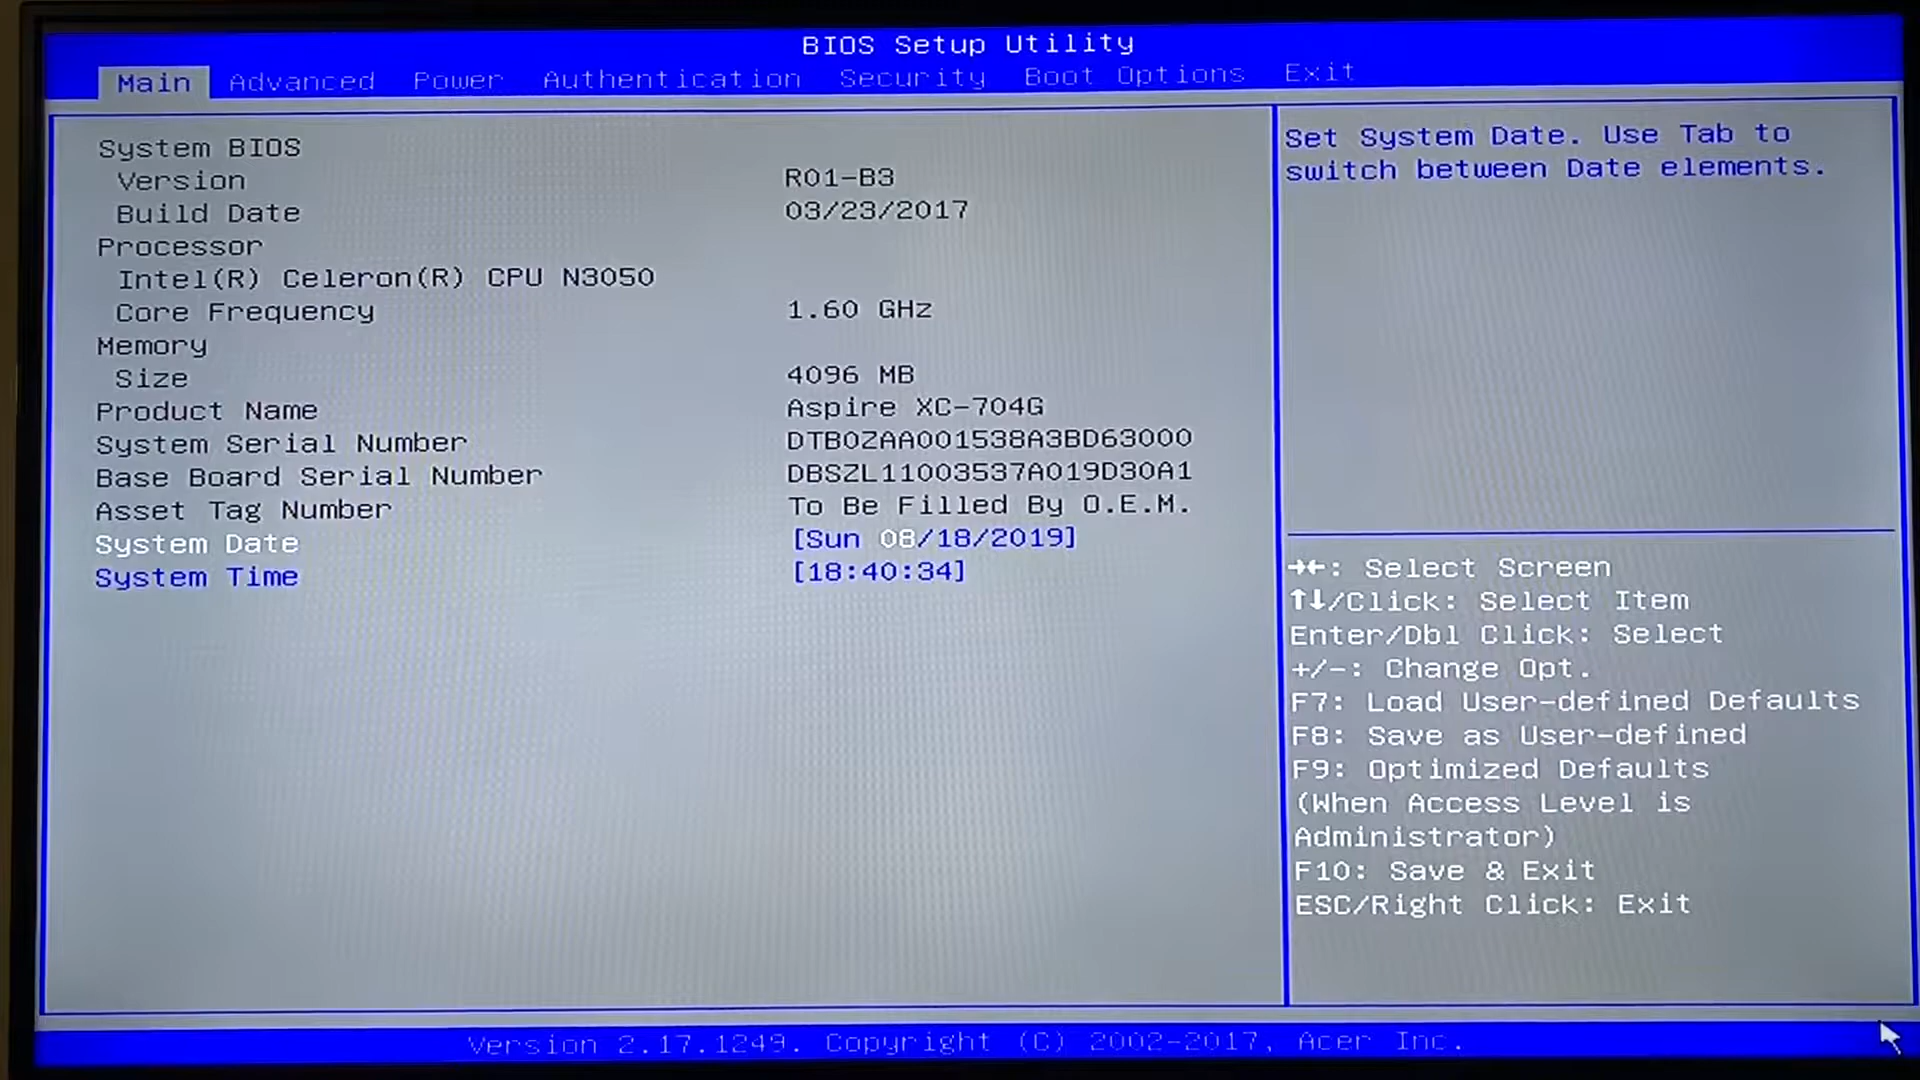 BIOS Setup Utility
Main Advanced Power Authentication Security Boot Options Exit
System BIOS
Version R01-B3
Build Date 03/23/2017
Processor
Intel(R) Celeron(R) CPU N3050
Core Frequency 1.60 GHz
Memory
Size 4096 MB
Product Name Aspire XC-704G
System Serial Number DTB0ZAA001538A3BD63000
Base Board Serial Number DBSZL11003537A019D30A1
Asset Tag Number To Be Filled By O.E.M.
System Date [Sun 08/18/2019]
System Time [18:40:34]
Set System Date. Use Tab to
switch between Date elements.
→←: Select Screen
↑↓/Click: Select Item
Enter/Dbl Click: Select
+/-: Change Opt.
F7: Load User-defined Defaults
F8: Save as User-defined
F9: Optimized Defaults
(When Access Level is
Administrator)
F10: Save & Exit
ESC/Right Click: Exit
Version 2.17.1249. Copyright (C) 2002-2017, Acer Inc.